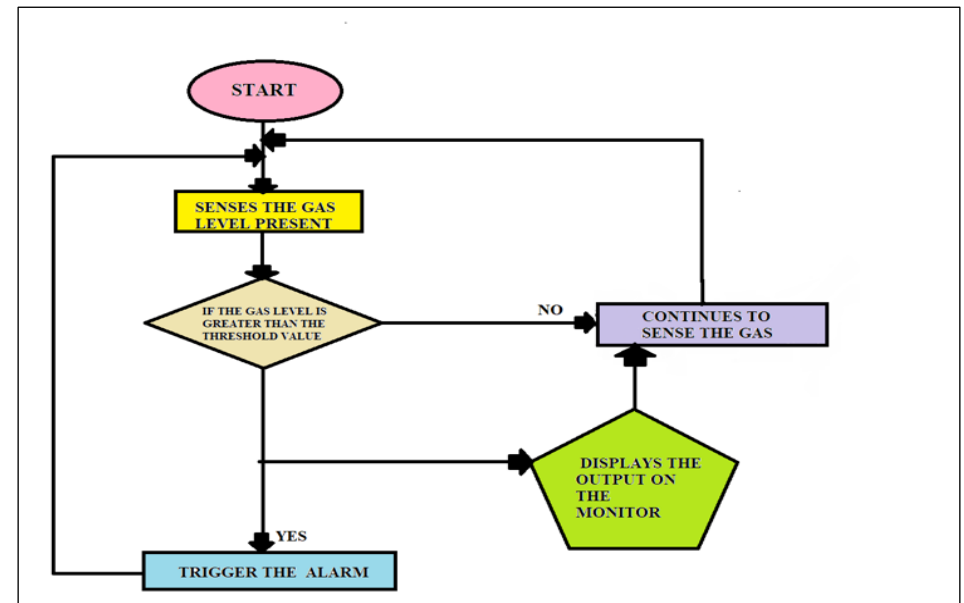 START
SENSES THE GAS
LEVEL PRESENT
IF THE GAS LEVEL IS
GREATER THAN THE
THRESHOLD VALUE
NO
CONTINUES TO
SENSE THE GAS
DISPLAYS THE
OUTPUT ON
THE
MONITOR
YES
TRIGGER THE ALARM